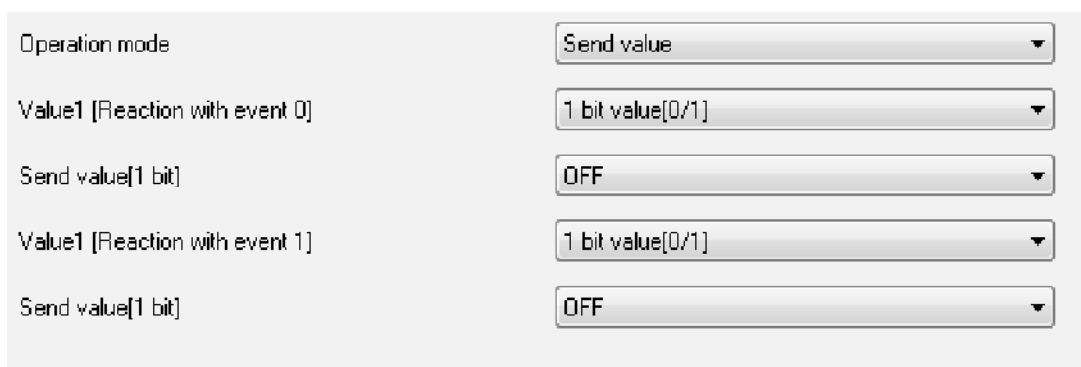 Operation mode Send value
Value1 [Reaction with event 0] 1 bit value[0/1]
Send value[1 bit] OFF
Value1 [Reaction with event 1] 1 bit value[0/1]
Send value[1 bit] OFF